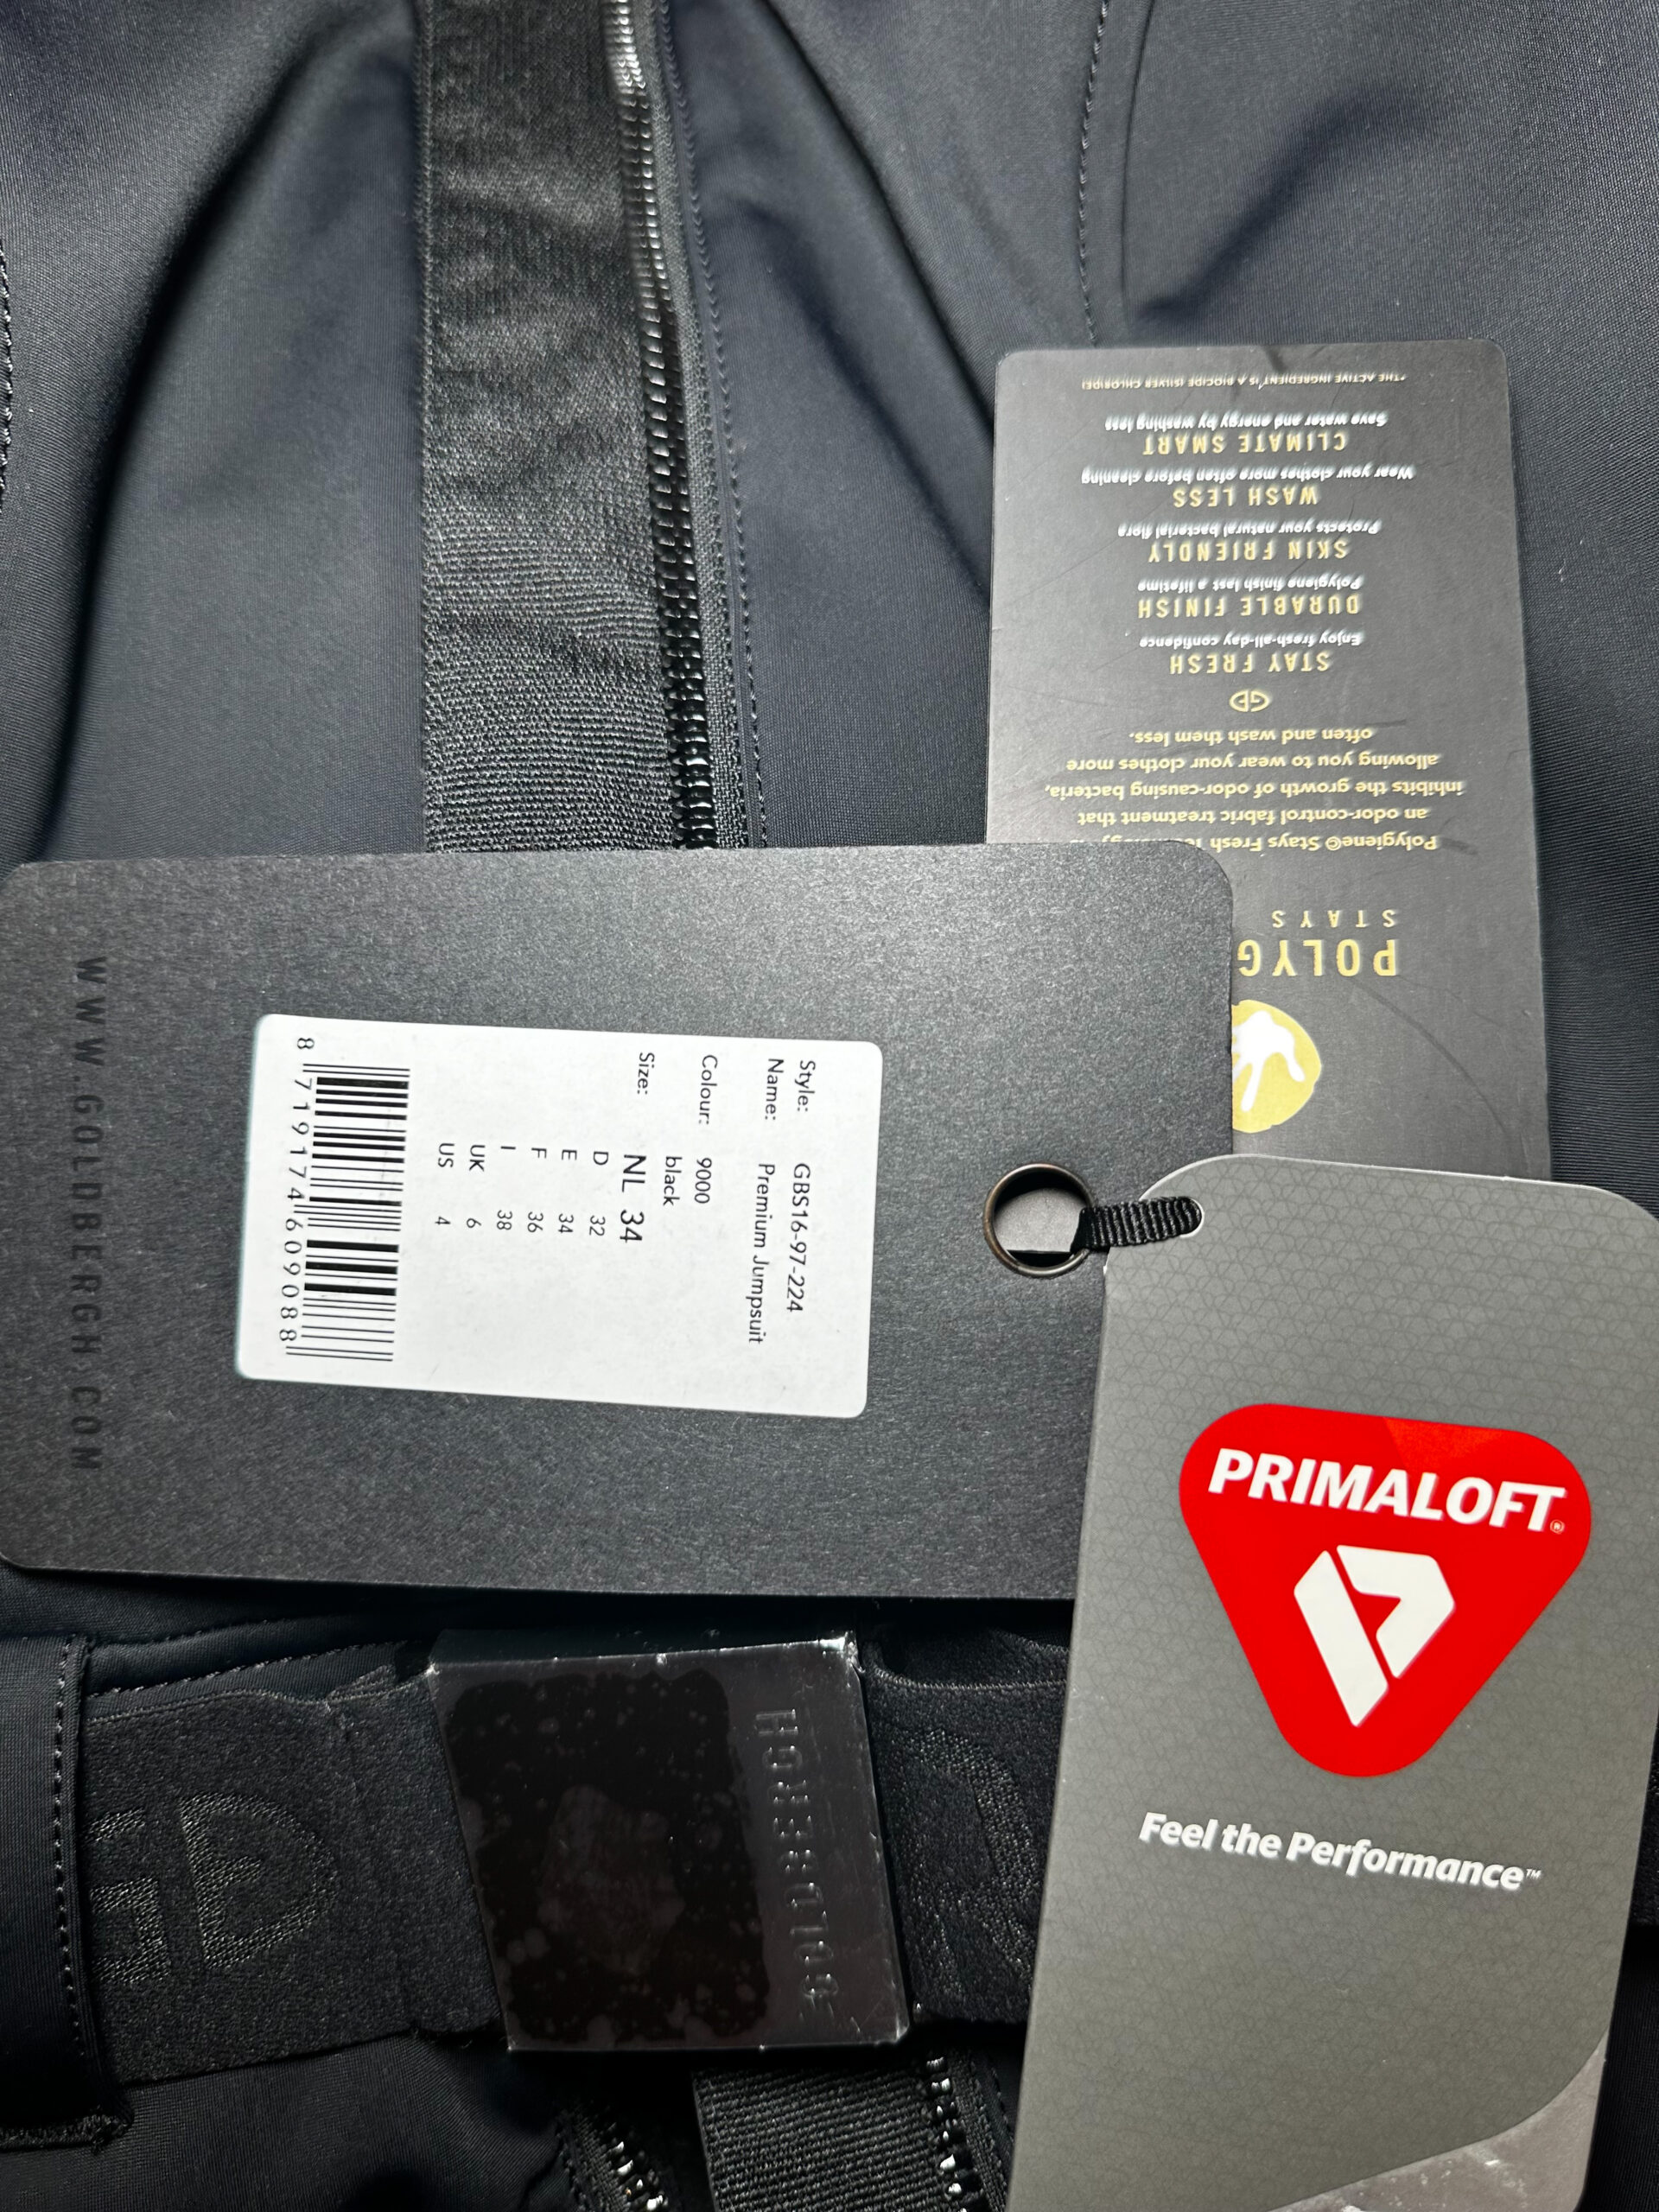 Style: GBS16-97-224
Name: Premium Jumpsuit
Colour: 9000
black
Size: NL 34
D 32
E 34
F 36
I 38
UK 6
US 4
8 719174 609088
WWW.GOLDBERGH.COM
POLYG
STAYS
Polygiene® Stays Fresh
an odor-control fabric treatment that
inhibits the growth of odor-causing bacteria,
allowing you to wear your clothes more
often and wash them less.
STAY FRESH
Enjoy fresh-all-day confidence
DURABLE FINISH
Polygiene finish last a lifetime
SKIN FRIENDLY
Protects your natural bacterial flora
WASH LESS
Wear your clothes more often before cleaning
CLIMATE SMART
Save water and energy by washing less
*THE ACTIVE INGREDIENT IS A BIOCIDE (SILVER CHLORIDE)
PRIMALOFT®
Feel the Performance™
GOLDBERGH